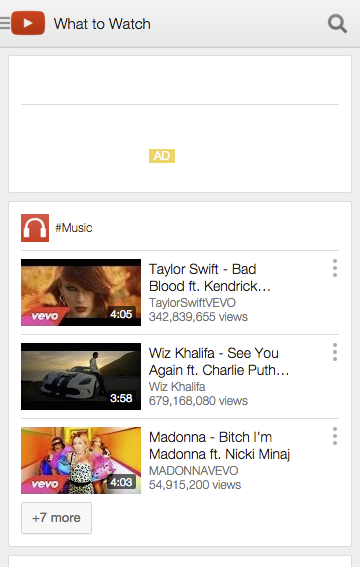 What to Watch
AD
#Music
Taylor Swift - Bad
Blood ft. Kendrick…
TaylorSwiftVEVO
342,839,655 views
vevo
4:05
Wiz Khalifa - See You
Again ft. Charlie Puth…
Wiz Khalifa
679,168,080 views
3:58
Madonna - Bitch I'm
Madonna ft. Nicki Minaj
MADONNAVEVO
54,915,200 views
vevo
4:03
+7 more